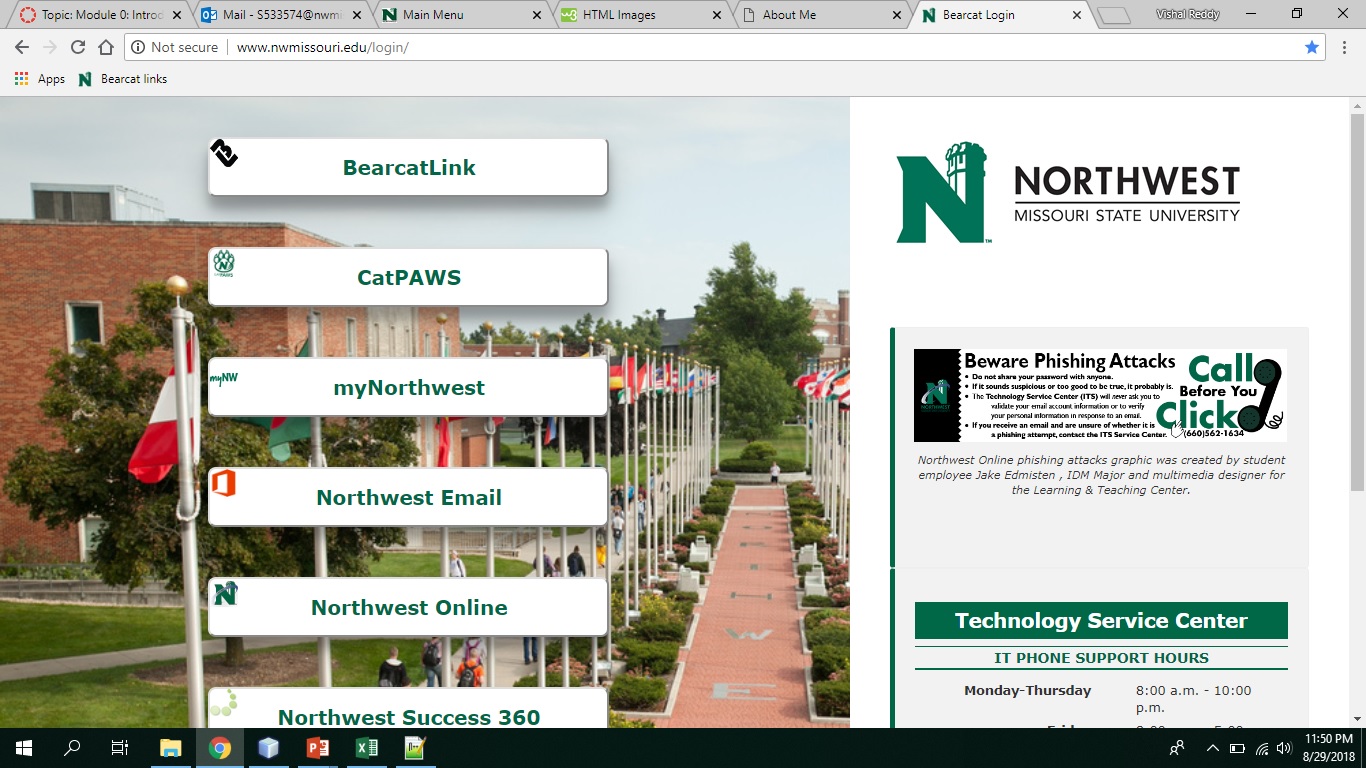 Topic: Module 0: Introd
Mail - S533574@nwmi
Main Menu
HTML Images
About Me
Bearcat Login
Vishal Reddy
Not secure
www.nwmissouri.edu/login/
Apps
Bearcat links
BearcatLink
CatPAWS
myNW
myNorthwest
Northwest Email
Northwest Online
Northwest Success 360
N
NORTHWEST
MISSOURI STATE UNIVERSITY
Beware Phishing Attacks
• Do not share your password with anyone.
• If it sounds suspicious or too good to be true, it probably is.
• The Technology Service Center (ITS) will never ask you to
validate your email account information or to verify
your personal information in response to an email.
• If you receive an email and are unsure of whether it is
a phishing attempt, contact the ITS Service Center.
NORTHWEST
Call
Before You
Click
(660)562-1634
Northwest Online phishing attacks graphic was created by student
employee Jake Edmisten , IDM Major and multimedia designer for
the Learning & Teaching Center.
Technology Service Center
IT PHONE SUPPORT HOURS
Monday-Thursday 8:00 a.m. - 10:00
p.m.
11:50 PM
8/29/2018